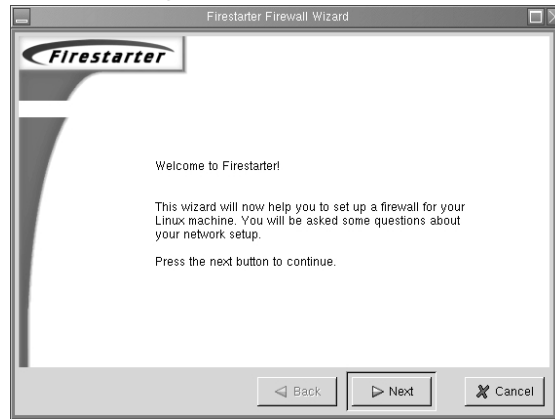 Firestarter Firewall Wizard
Firestarter
Welcome to Firestarter!
This wizard will now help you to set up a firewall for your
Linux machine. You will be asked some questions about
your network setup.
Press the next button to continue.
Back
Next
Cancel